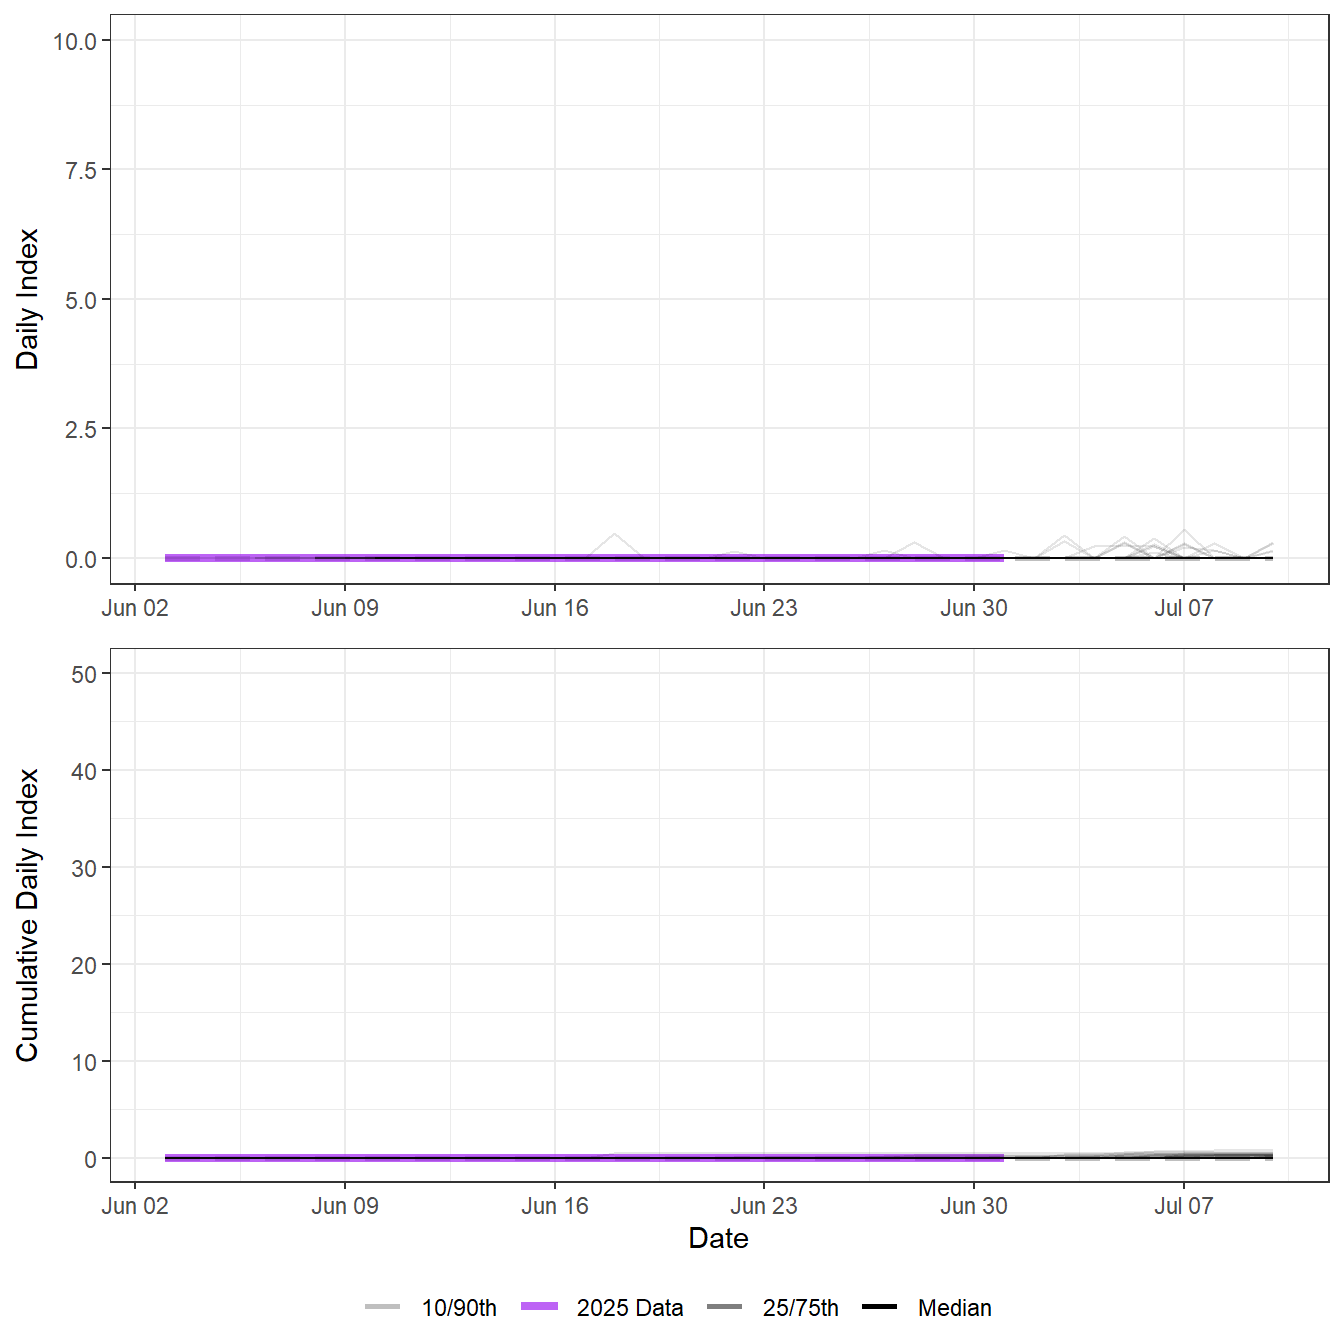 Daily Index
10.0
7.5
5.0
2.5
0.0
Jun 02 Jun 09 Jun 16 Jun 23 Jun 30 Jul 07
Cumulative Daily Index
50
40
30
20
10
0
Jun 02 Jun 09 Jun 16 Jun 23 Jun 30 Jul 07
Date
10/90th 2025 Data 25/75th Median